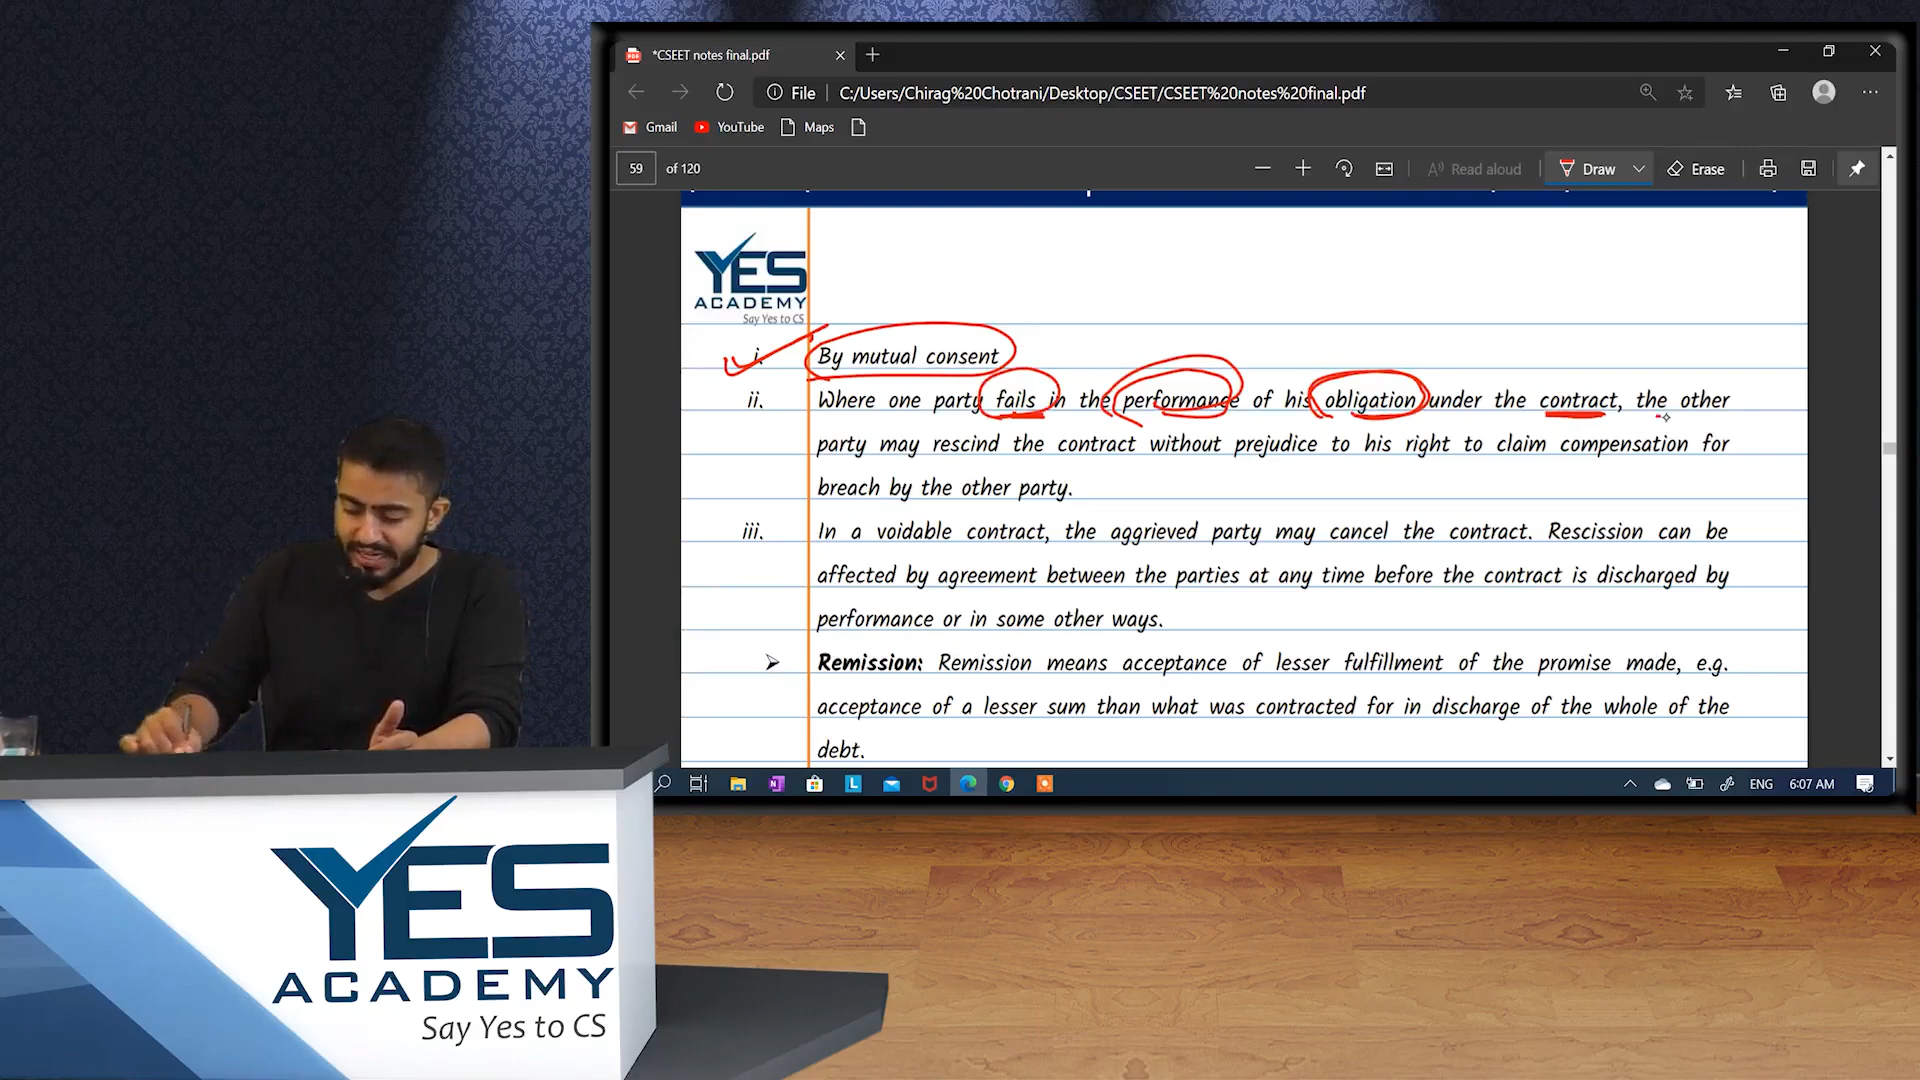 *CSEET notes final.pdf
File C:/Users/Chirag%20Chotrani/Desktop/CSEET/CSEET%20notes%20final.pdf
Gmail YouTube Maps
59 of 120 Read aloud Draw Erase
YES
ACADEMY
Say Yes to CS
i. By mutual consent
ii. Where one party fails in the performance of his obligation under the contract, the other
party may rescind the contract without prejudice to his right to claim compensation for
breach by the other party.
iii. In a voidable contract, the aggrieved party may cancel the contract. Rescission can be
affected by agreement between the parties at any time before the contract is discharged by
performance or in some other ways.
Remission: Remission means acceptance of lesser fulfillment of the promise made, e.g.
acceptance of a lesser sum than what was contracted for in discharge of the whole of the
debt.
ENG 6:07 AM
YES
ACADEMY
Say Yes to CS